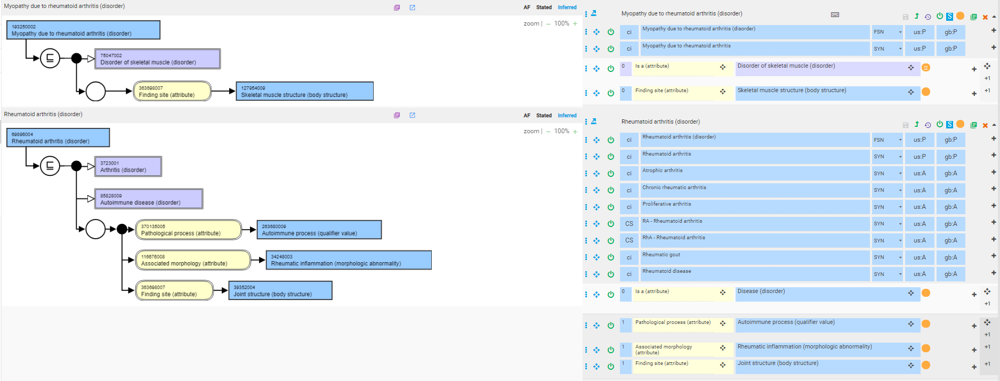 Myopathy due to rheumatoid arthritis (disorder)
AF Stated Inferred
zoom | – 100% +
193250002
Myopathy due to rheumatoid arthritis (disorder)
⊑
75047002
Disorder of skeletal muscle (disorder)
363698007
Finding site (attribute)
127954009
Skeletal muscle structure (body structure)
Rheumatoid arthritis (disorder)
AF Stated Inferred
zoom | – 100% +
69896004
Rheumatoid arthritis (disorder)
⊑
3723001
Arthritis (disorder)
85828009
Autoimmune disease (disorder)
370135005
Pathological process (attribute)
263680009
Autoimmune process (qualifier value)
116676008
Associated morphology (attribute)
34248003
Rheumatic inflammation (morphologic abnormality)
363698007
Finding site (attribute)
39352004
Joint structure (body structure)
Myopathy due to rheumatoid arthritis (disorder)
S
ci Myopathy due to rheumatoid arthritis (disorder) FSN us:P gb:P +
ci Myopathy due to rheumatoid arthritis SYN us:P gb:P +
0 Is a (attribute) Disorder of skeletal muscle (disorder) +
+1
0 Finding site (attribute) Skeletal muscle structure (body structure) + +1
Rheumatoid arthritis (disorder)
S
ci Rheumatoid arthritis (disorder) FSN us:P gb:P +
ci Rheumatoid arthritis SYN us:P gb:P +
ci Atrophic arthritis SYN us:A gb:A +
ci Chronic rheumatic arthritis SYN us:A gb:A +
ci Proliferative arthritis SYN us:A gb:A +
CS RA - Rheumatoid arthritis SYN us:A gb:A +
CS RhA - Rheumatoid arthritis SYN us:A gb:A +
ci Rheumatic gout SYN us:A gb:A +
ci Rheumatoid disease SYN us:A gb:A +
0 Is a (attribute) Disease (disorder) +
+1
1 Pathological process (attribute) Autoimmune process (qualifier value) +
+1
1 Associated morphology Rheumatic inflammation (morphologic abnormality) + +1
(attribute)
1 Finding site (attribute) Joint structure (body structure) + +1